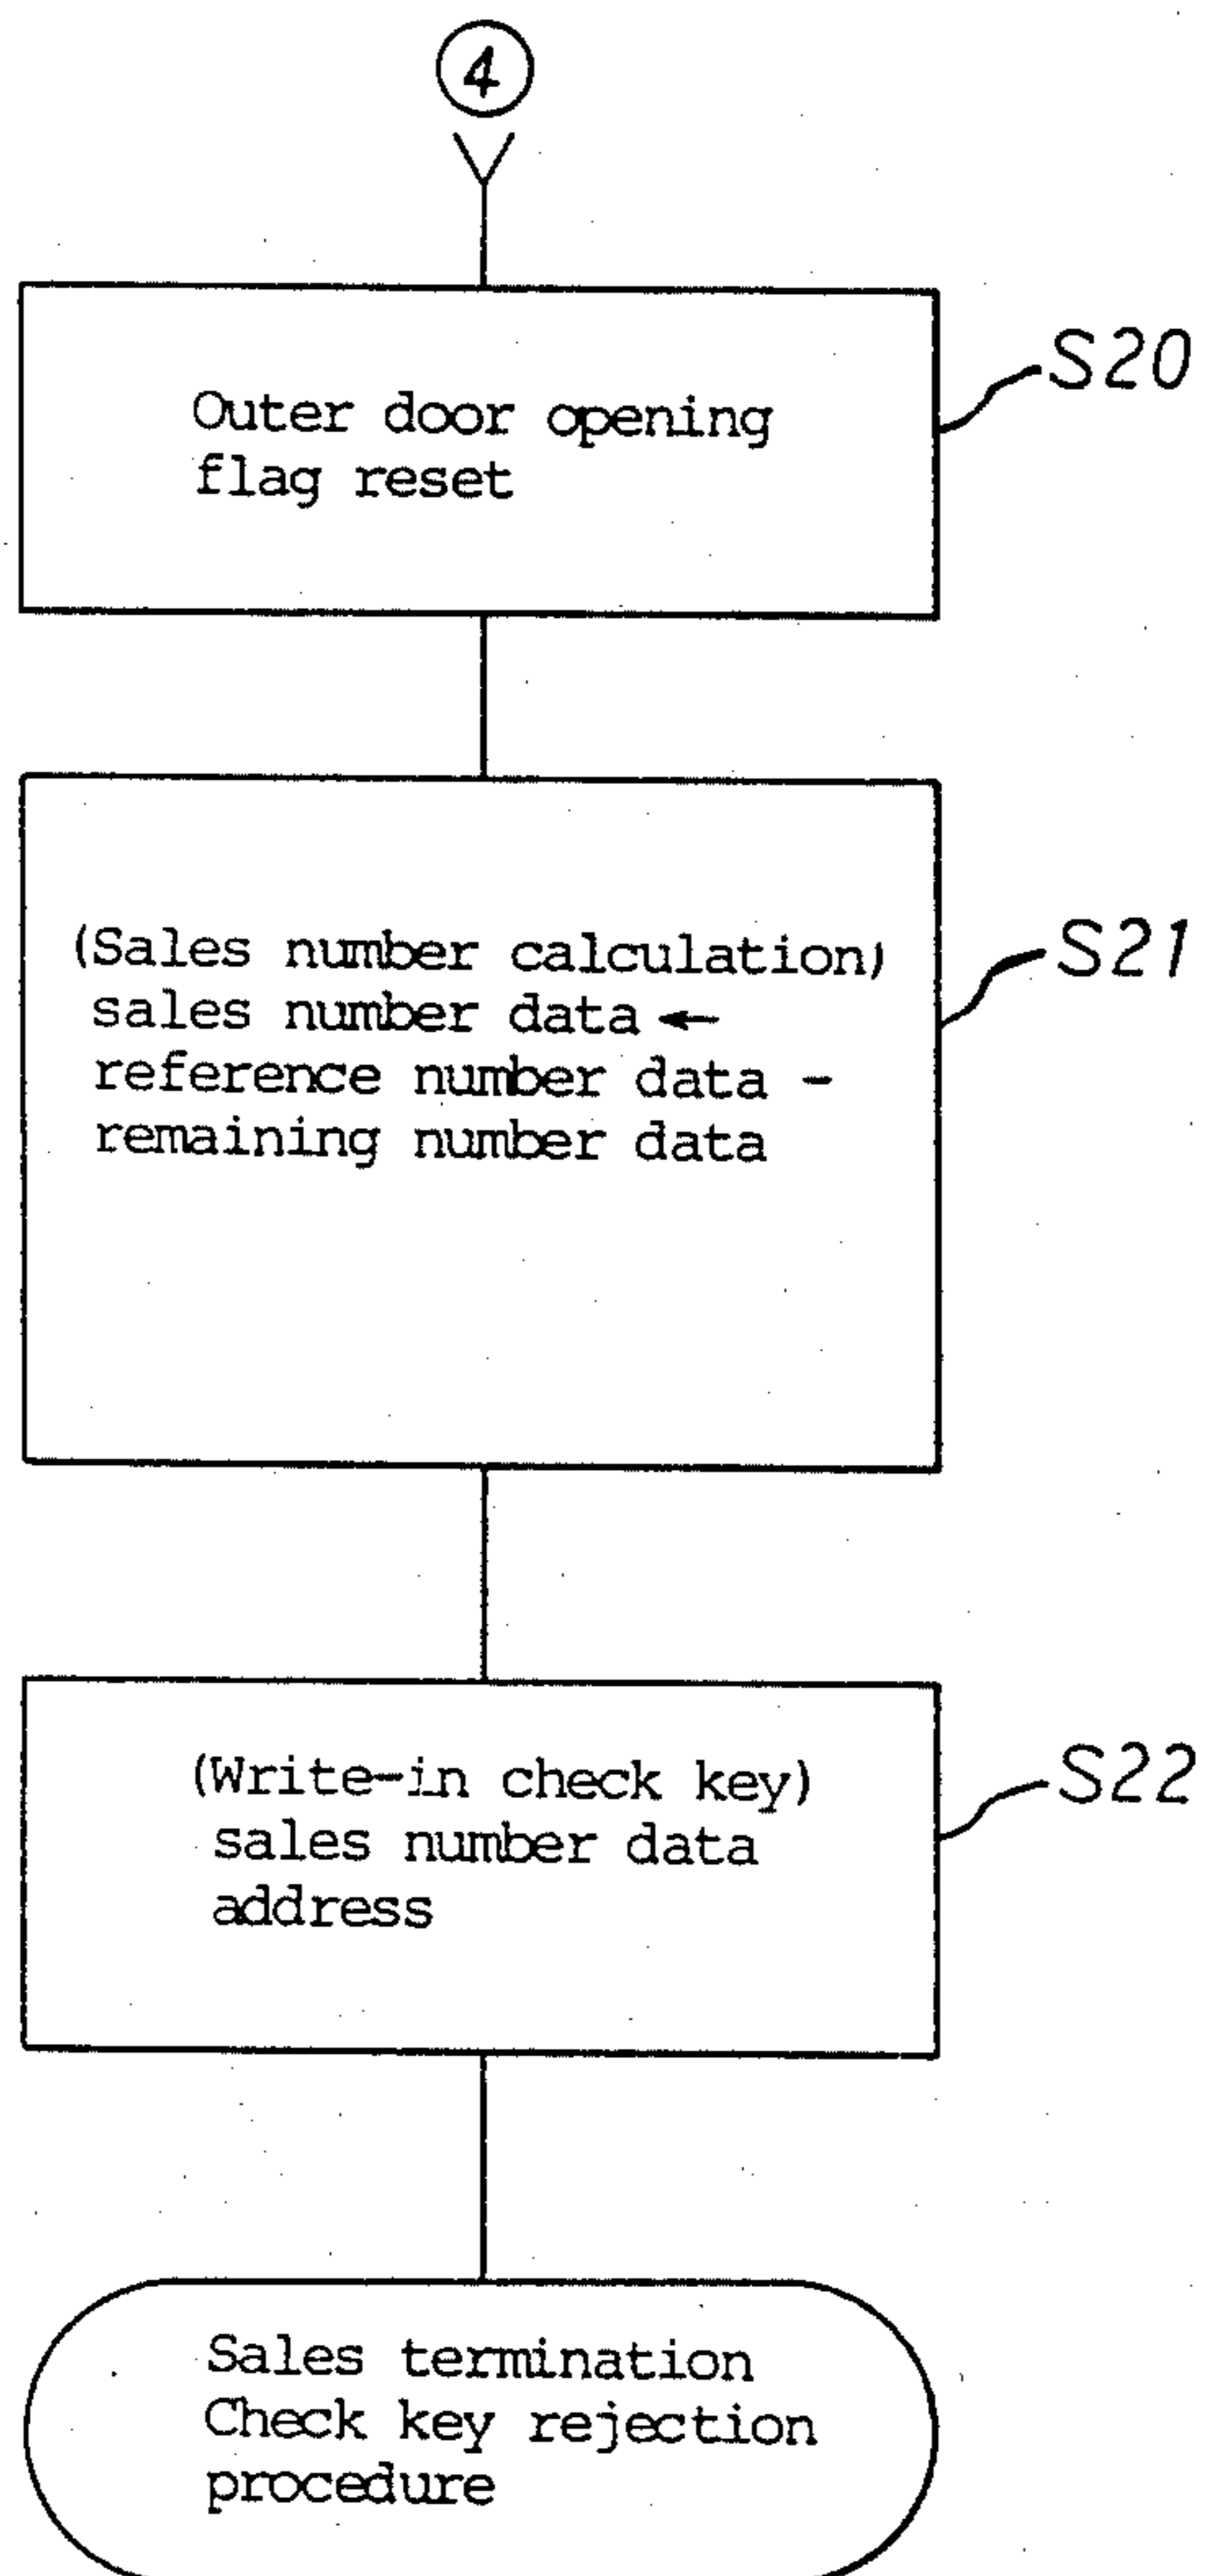 4
Outer door opening
flag reset
S20
(Sales number calculation)
sales number data ←
reference number data -
remaining number data
S21
(Write-in check key)
sales number data
address
S22
Sales termination
Check key rejection
procedure